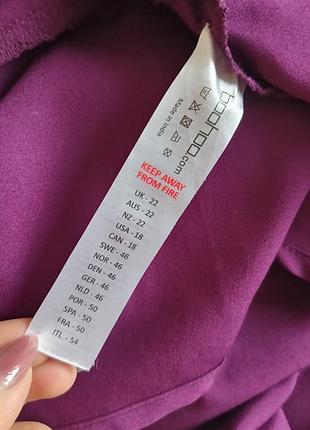 boohoo.com
Made in India
KEEP AWAY
FROM FIRE
UK - 22
AUS - 22
NZ - 22
USA - 18
CAN - 18
SWE - 46
NOR - 46
DEN - 46
GER - 46
NLD - 46
POR - 50
SPA - 50
FRA - 50
ITL - 54